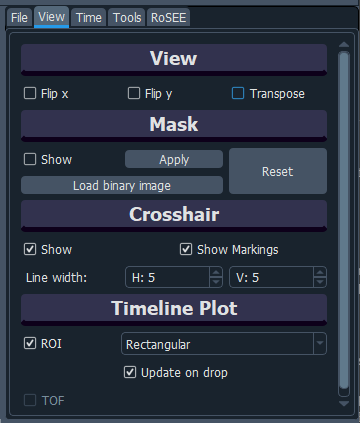 File View Time Tools RoSEE
View
Flip x Flip y Transpose
Mask
Show Apply Reset
Load binary image
Crosshair
Show Show Markings
Line width: H: 5 V: 5
Timeline Plot
ROI Rectangular
Update on drop
TOF